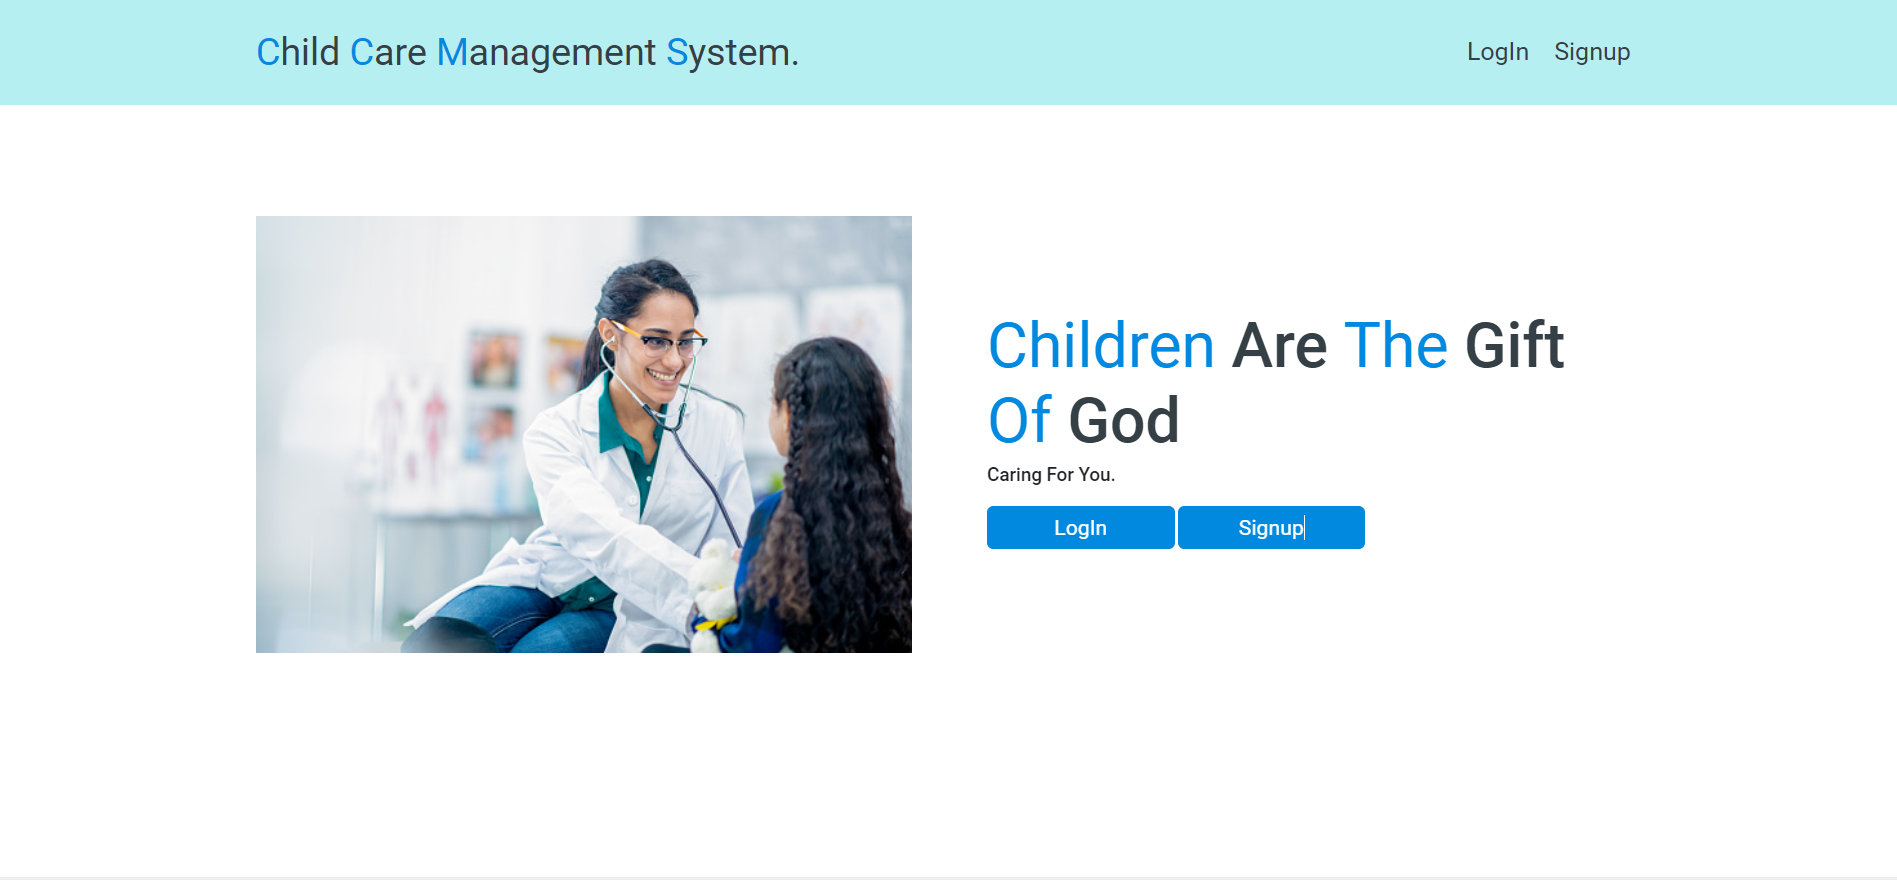 Child Care Management System.
LogIn Signup
Children Are The Gift
Of God
Caring For You.
LogIn Signup